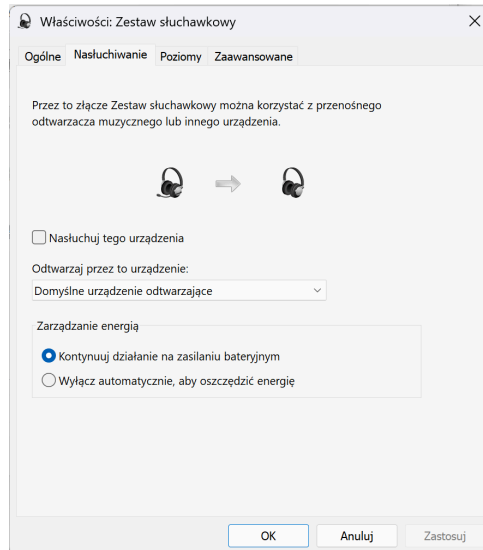 Właściwości: Zestaw słuchawkowy
Ogólne Nasłuchiwanie Poziomy Zaawansowane
Przez to złącze Zestaw słuchawkowy można korzystać z przenośnego
odtwarzacza muzycznego lub innego urządzenia.
Nasłuchuj tego urządzenia
Odtwarzaj przez to urządzenie:
Domyślne urządzenie odtwarzające
Zarządzanie energią
Kontynuuj działanie na zasilaniu bateryjnym
Wyłącz automatycznie, aby oszczędzić energię
OK Anuluj Zastosuj